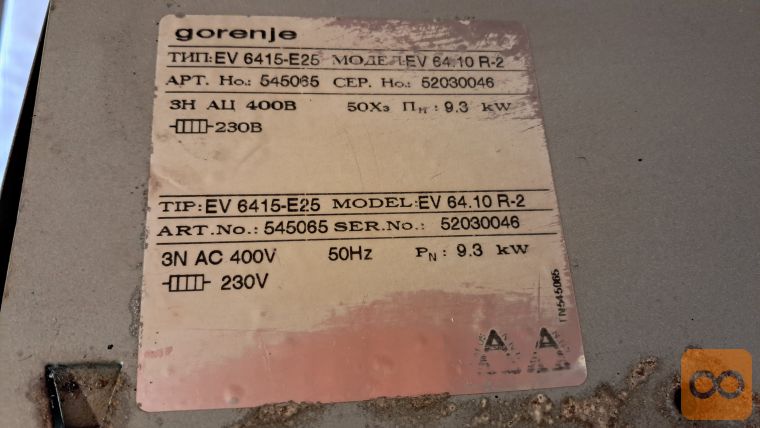 gorenje
ТИП: EV 6415-E25 МОДЕЛ: EV 64.10 R-2
АРТ. Но.: 545065 СЕР. Но.: 52030046
3Н АЦ 400В 50Хз Пн : 9.3 kW
230В
TIP: EV 6415-E25 MODEL: EV 64.10 R-2
ART.No.: 545065 SER.No.: 52030046
3N AC 400V 50Hz PN : 9.3 kW
230V
TN545065